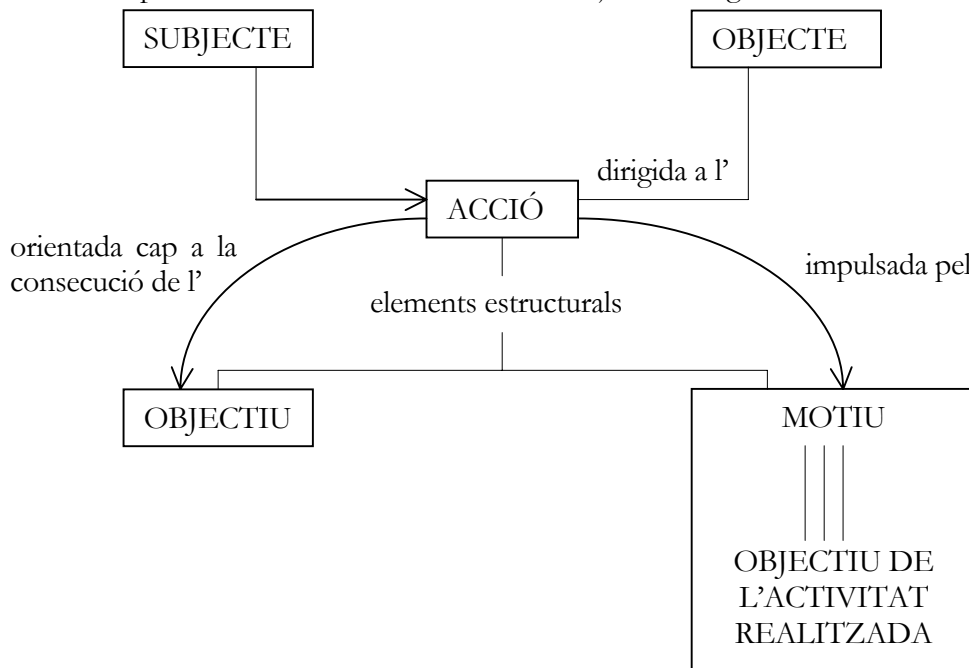 SUBJECTE
OBJECTE
dirigida a l’
ACCIÓ
orientada cap a la
consecució de l’
impulsada pel
elements estructurals
OBJECTIU
MOTIU
OBJECTIU DE
L’ACTIVITAT
REALITZADA